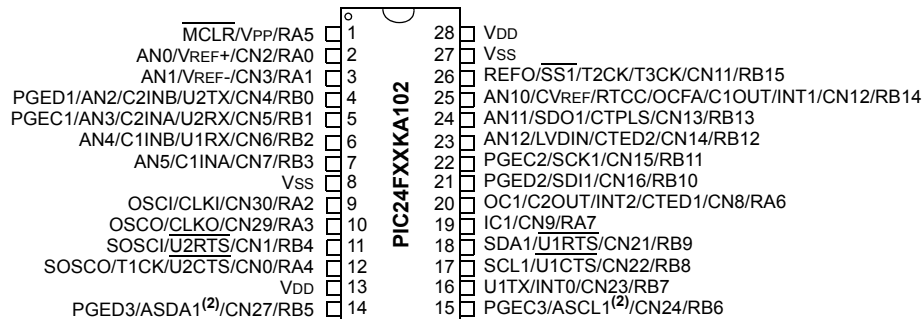 MCLR/VPP/RA5 1
AN0/VREF+/CN2/RA0 2
AN1/VREF-/CN3/RA1 3
PGED1/AN2/C2INB/U2TX/CN4/RB0 4
PGEC1/AN3/C2INA/U2RX/CN5/RB1 5
AN4/C1INB/U1RX/CN6/RB2 6
AN5/C1INA/CN7/RB3 7
VSS 8
OSCI/CLKI/CN30/RA2 9
OSCO/CLKO/CN29/RA3 10
SOSCI/U2RTS/CN1/RB4 11
SOSCO/T1CK/U2CTS/CN0/RA4 12
VDD 13
PGED3/ASDA1(2)/CN27/RB5 14
PIC24FXXKA102
28 VDD
27 VSS
26 REFO/SS1/T2CK/T3CK/CN11/RB15
25 AN10/CVREF/RTCC/OCFA/C1OUT/INT1/CN12/RB14
24 AN11/SDO1/CTPLS/CN13/RB13
23 AN12/LVDIN/CTED2/CN14/RB12
22 PGEC2/SCK1/CN15/RB11
21 PGED2/SDI1/CN16/RB10
20 OC1/C2OUT/INT2/CTED1/CN8/RA6
19 IC1/CN9/RA7
18 SDA1/U1RTS/CN21/RB9
17 SCL1/U1CTS/CN22/RB8
16 U1TX/INT0/CN23/RB7
15 PGEC3/ASCL1(2)/CN24/RB6